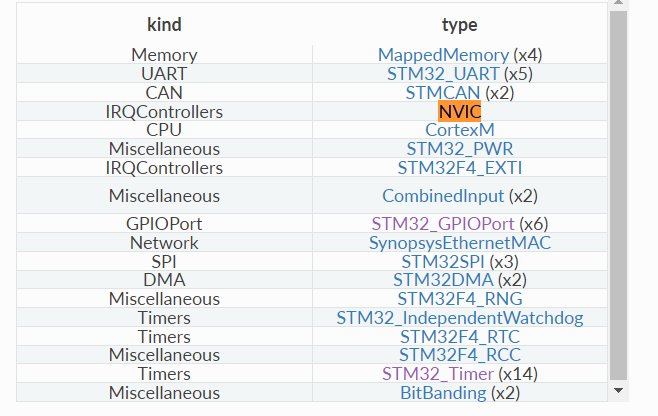 kind type
Memory MappedMemory (x4)
UART STM32_UART (x5)
CAN STMCAN (x2)
IRQControllers NVIC
CPU CortexM
Miscellaneous STM32_PWR
IRQControllers STM32F4_EXTI
Miscellaneous CombinedInput (x2)
GPIOPort STM32_GPIOPort (x6)
Network SynopsysEthernetMAC
SPI STM32SPI (x3)
DMA STM32DMA (x2)
Miscellaneous STM32F4_RNG
Timers STM32_IndependentWatchdog
Timers STM32F4_RTC
Miscellaneous STM32F4_RCC
Timers STM32_Timer (x14)
Miscellaneous BitBanding (x2)